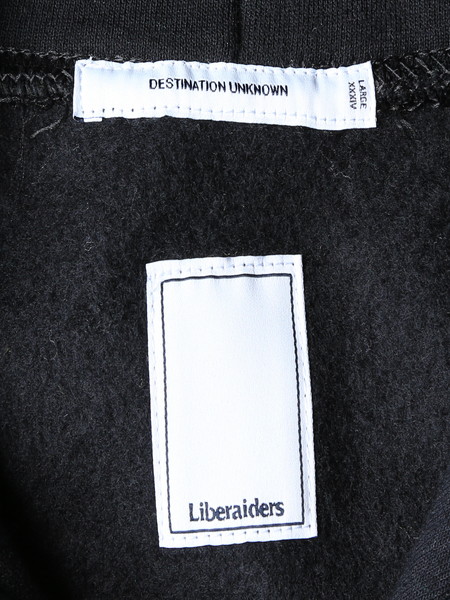 DESTINATION UNKNOWN
LARGE
XXXIV
Liberaiders